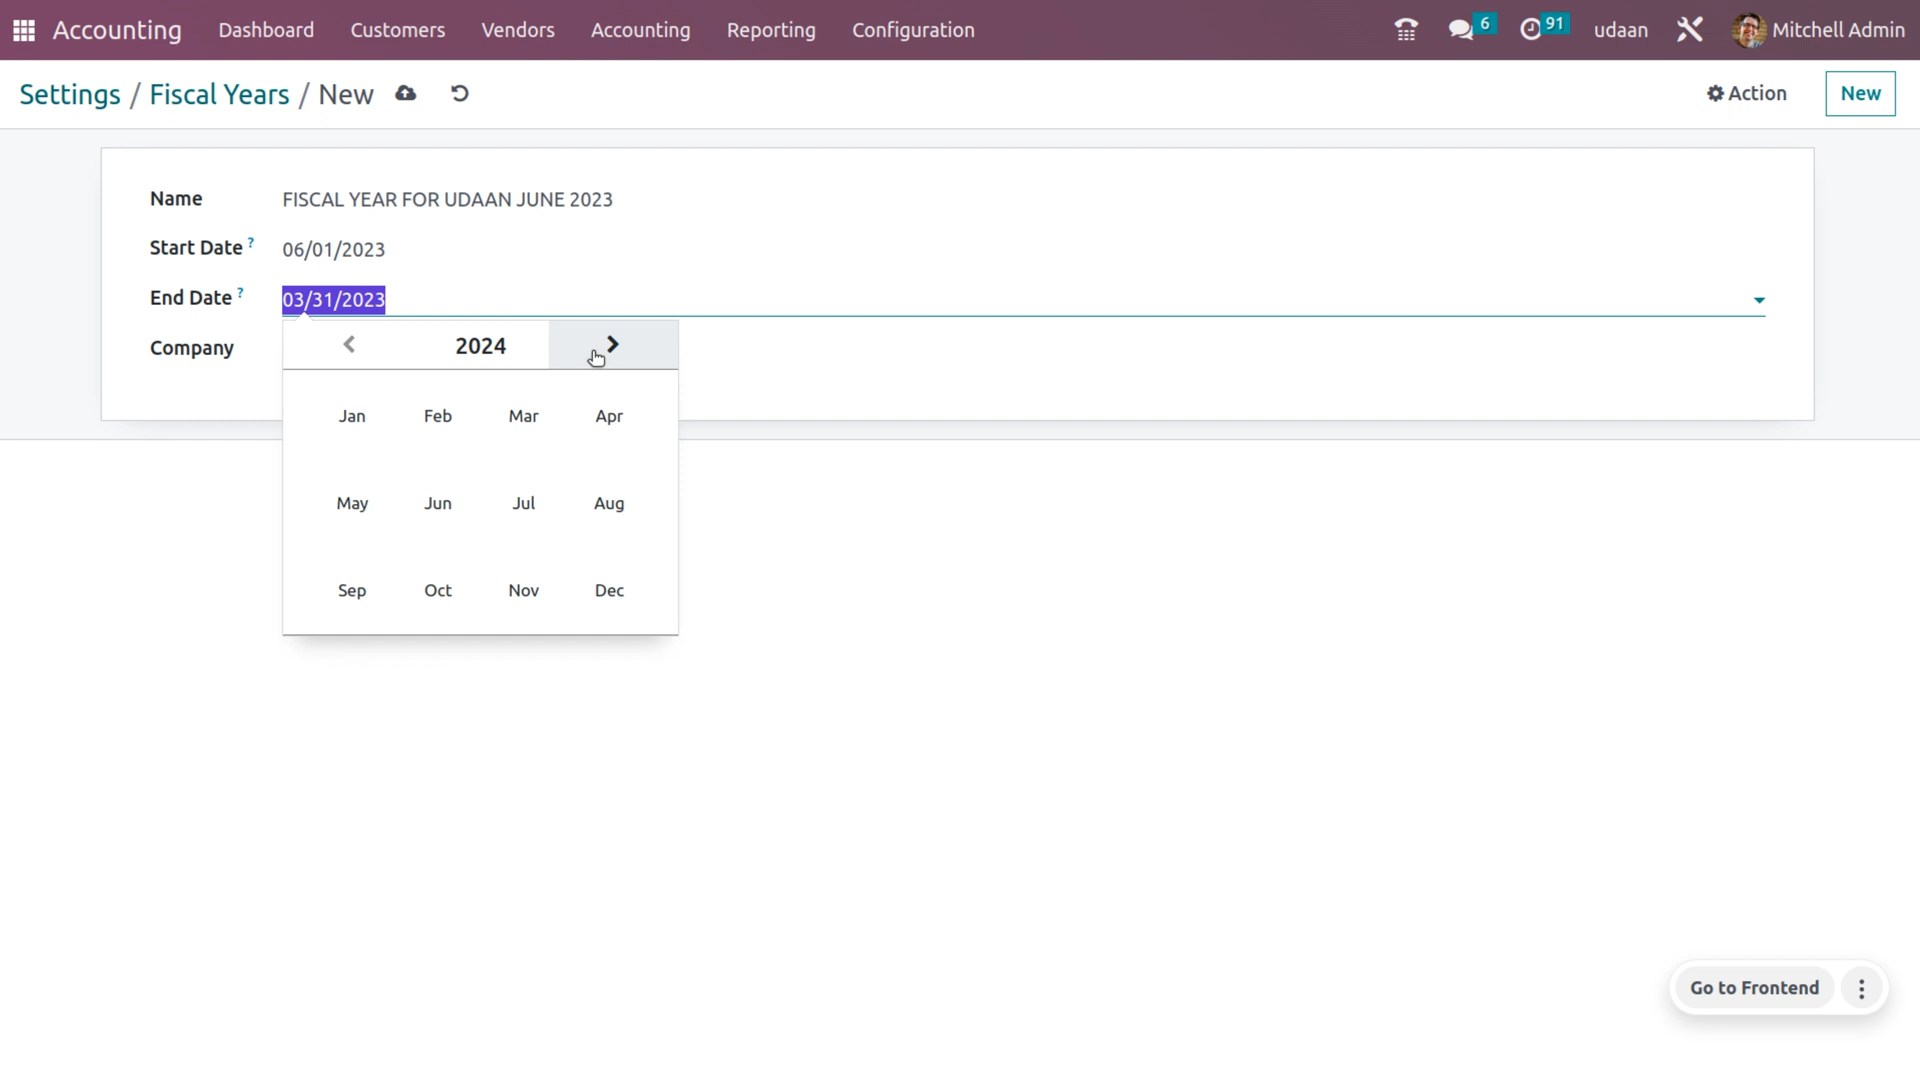 Accounting Dashboard Customers Vendors Accounting Reporting Configuration 6 91 udaan Mitchell Admin
Settings / Fiscal Years / New Action New
Name FISCAL YEAR FOR UDAAN JUNE 2023
Start Date ? 06/01/2023
End Date ? 03/31/2023
Company 2024
Jan Feb Mar Apr
May Jun Jul Aug
Sep Oct Nov Dec
Go to Frontend